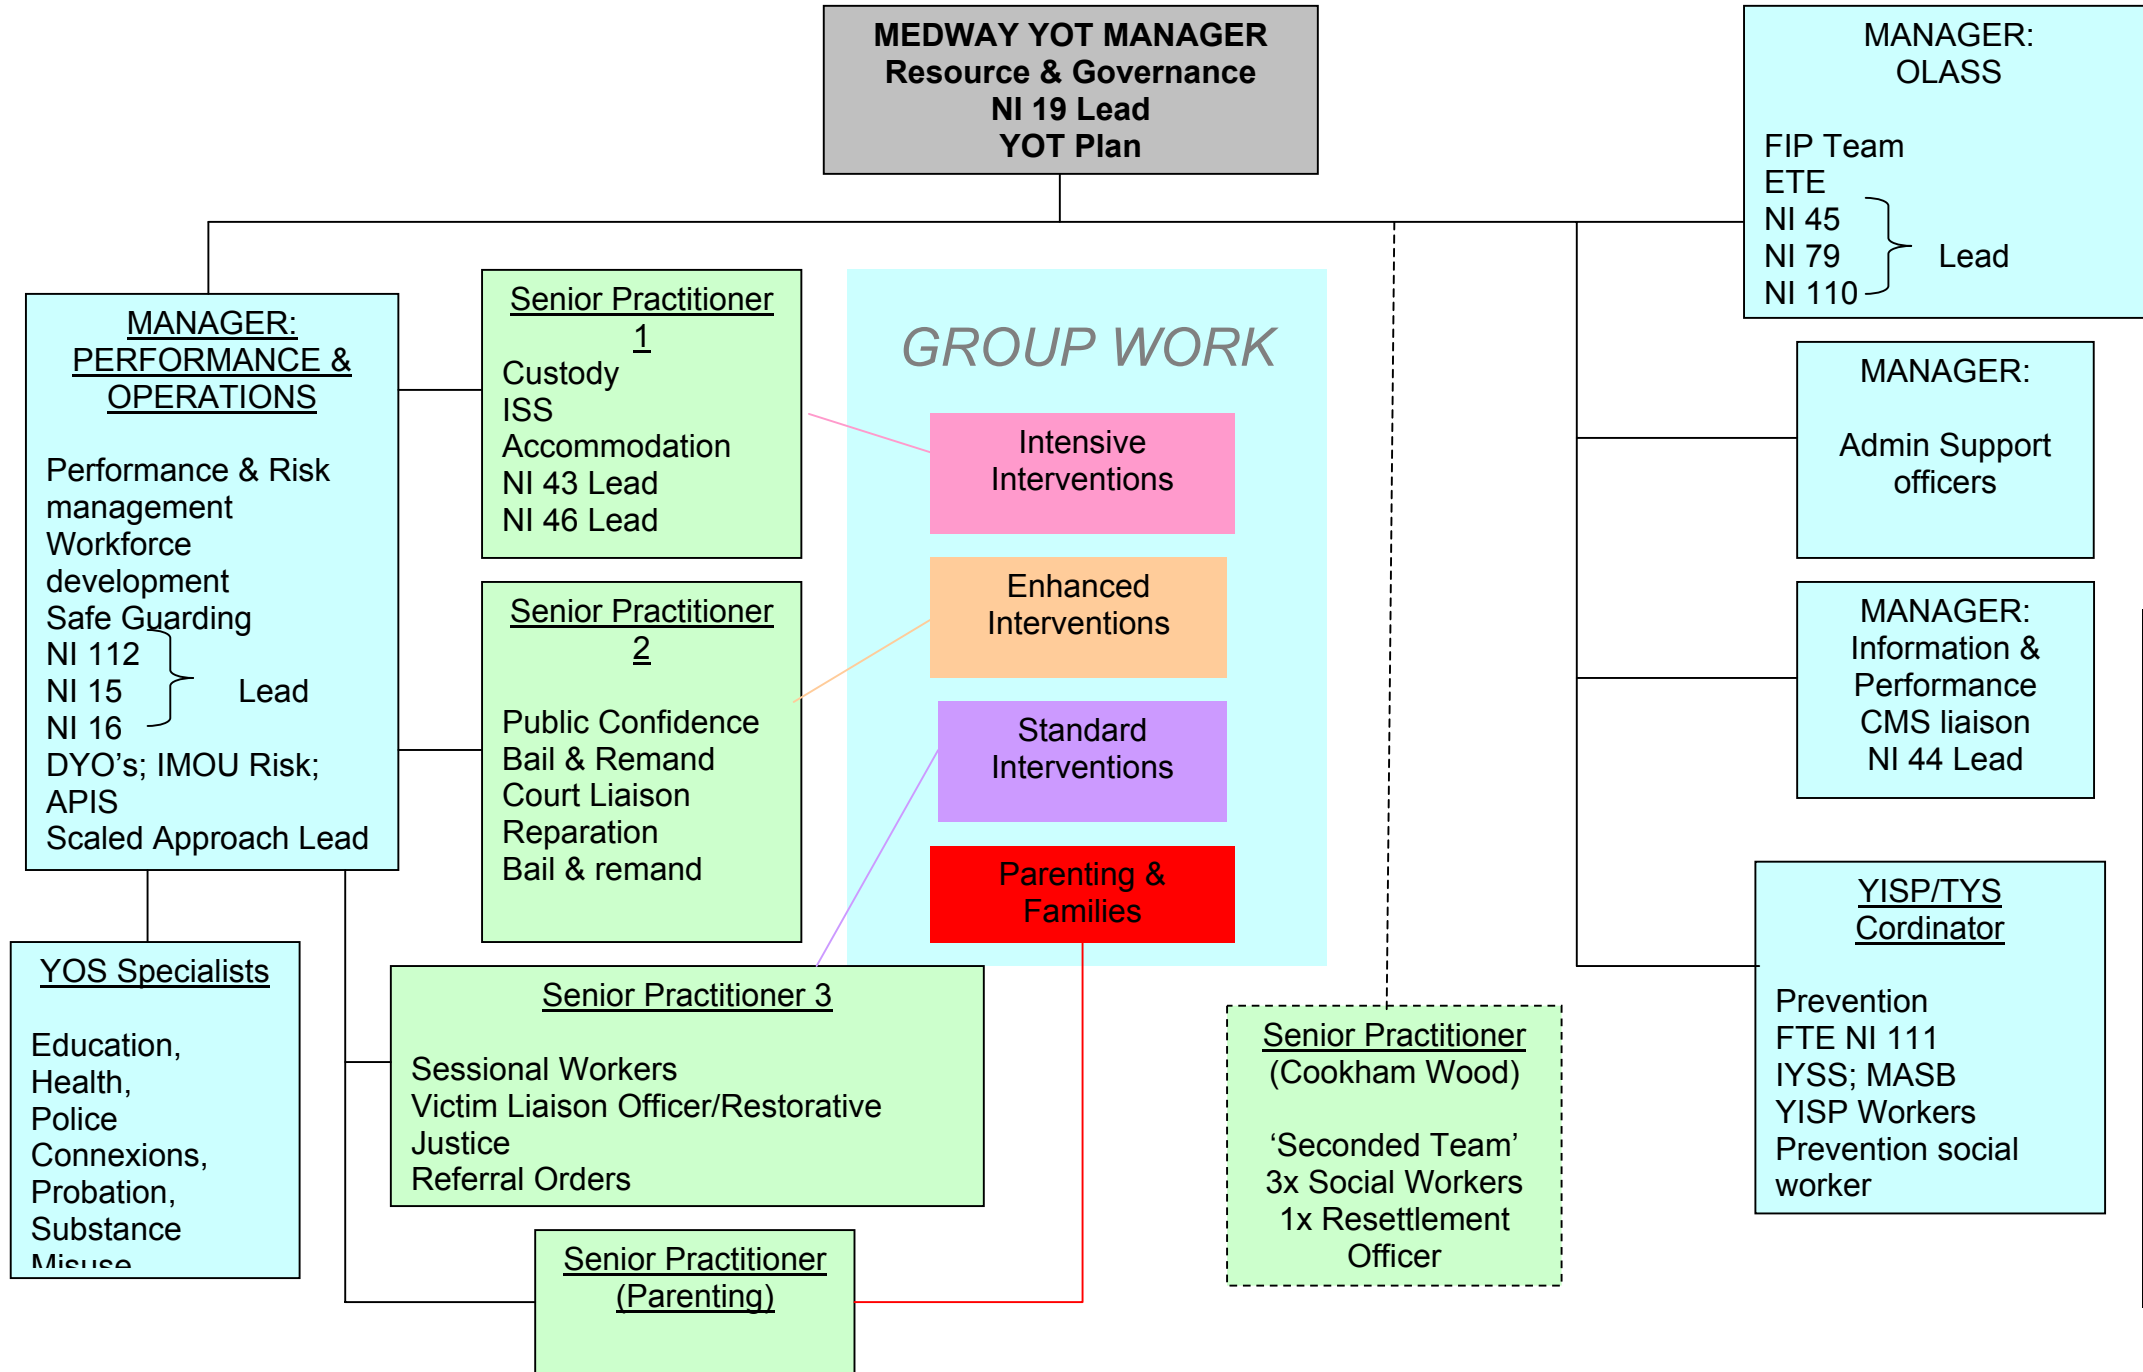 MEDWAY YOT MANAGER
Resource & Governance
NI 19 Lead
YOT Plan
MANAGER:
OLASS
FIP Team
ETE
NI 45
NI 79
NI 110
Lead
MANAGER:
PERFORMANCE &
OPERATIONS
Performance & Risk
management
Workforce
development
Safe Guarding
NI 112
NI 15
NI 16
Lead
DYO's; IMOU Risk;
APIS
Scaled Approach Lead
Senior Practitioner
1
Custody
ISS
Accommodation
NI 43 Lead
NI 46 Lead
Senior Practitioner
2
Public Confidence
Bail & Remand
Court Liaison
Reparation
Bail & remand
GROUP WORK
Intensive
Interventions
Enhanced
Interventions
Standard
Interventions
Parenting &
Families
MANAGER:
Admin Support
officers
MANAGER:
Information &
Performance
CMS liaison
NI 44 Lead
YISP/TYS
Cordinator
Prevention
FTE NI 111
IYSS; MASB
YISP Workers
Prevention social
worker
YOS Specialists
Education,
Health,
Police
Connexions,
Probation,
Substance
Misuse
Senior Practitioner 3
Sessional Workers
Victim Liaison Officer/Restorative
Justice
Referral Orders
Senior Practitioner
(Cookham Wood)
‘Seconded Team’
3x Social Workers
1x Resettlement
Officer
Senior Practitioner
(Parenting)